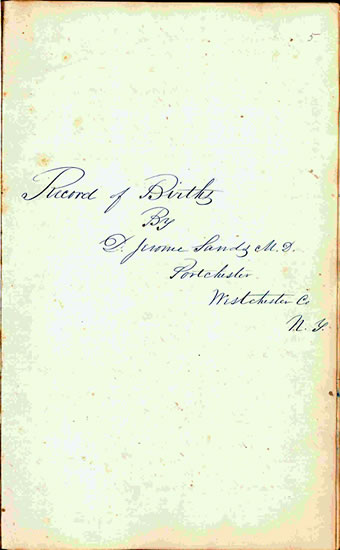 5
Record of Births
By
D. Jerome Sands M.D.
Portchester
Westchester Co
N. Y.